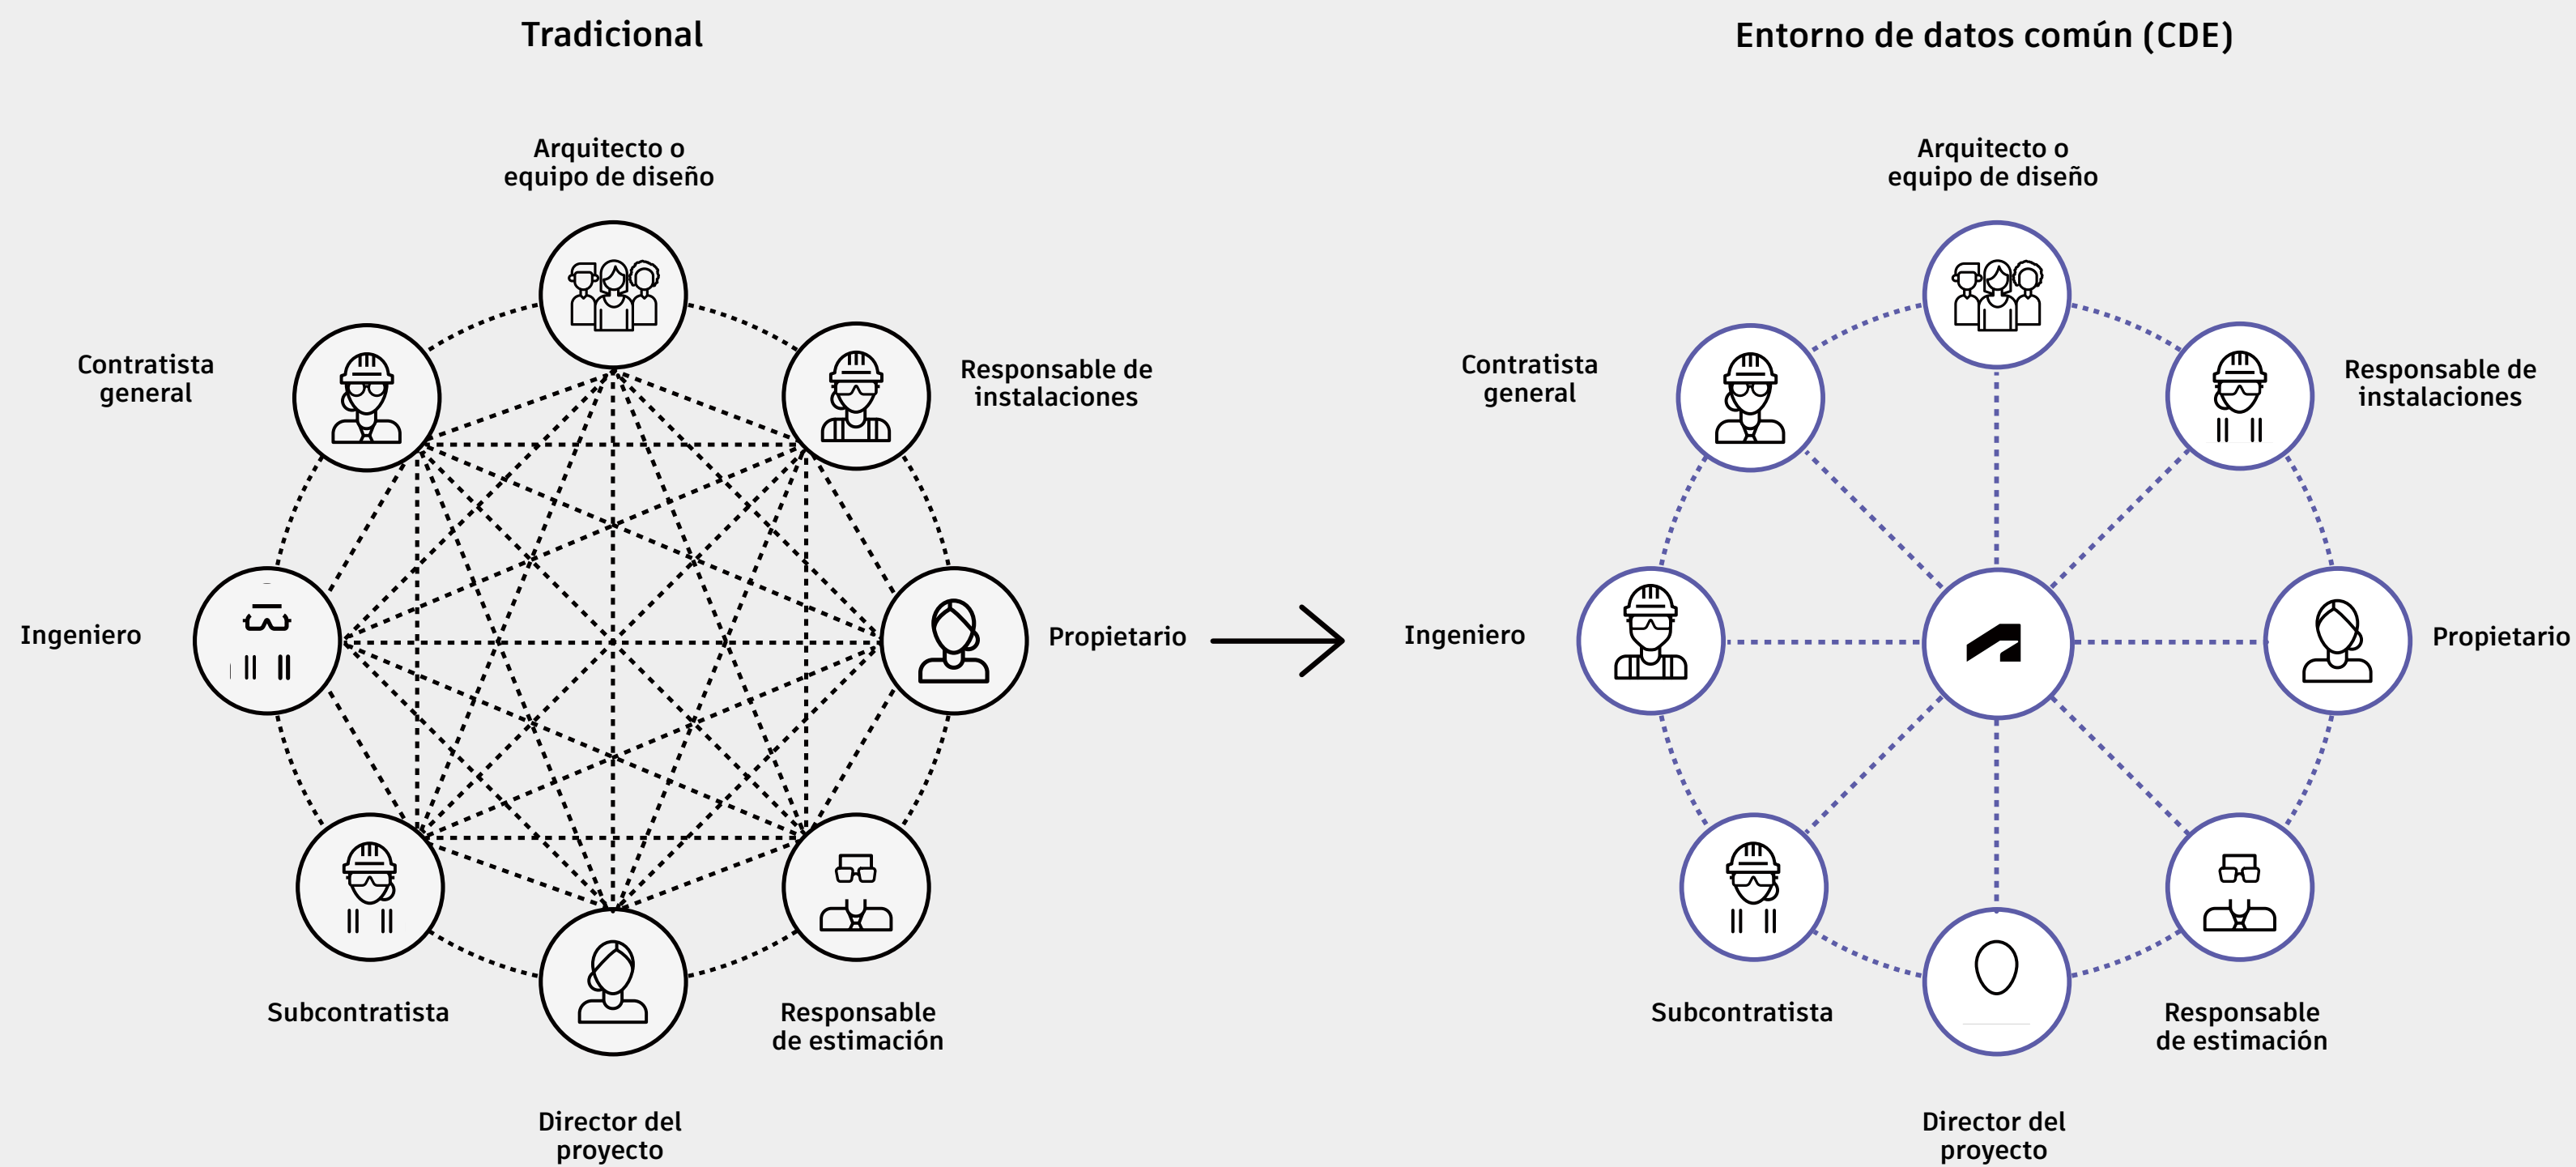 Tradicional
Arquitecto o
equipo de diseño
Contratista
general
Responsable de
instalaciones
Ingeniero
Propietario
Subcontratista
Responsable
de estimación
Director del
proyecto
Entorno de datos común (CDE)
Arquitecto o
equipo de diseño
Contratista
general
Responsable de
instalaciones
Ingeniero
Propietario
Subcontratista
Responsable
de estimación
Director del
proyecto